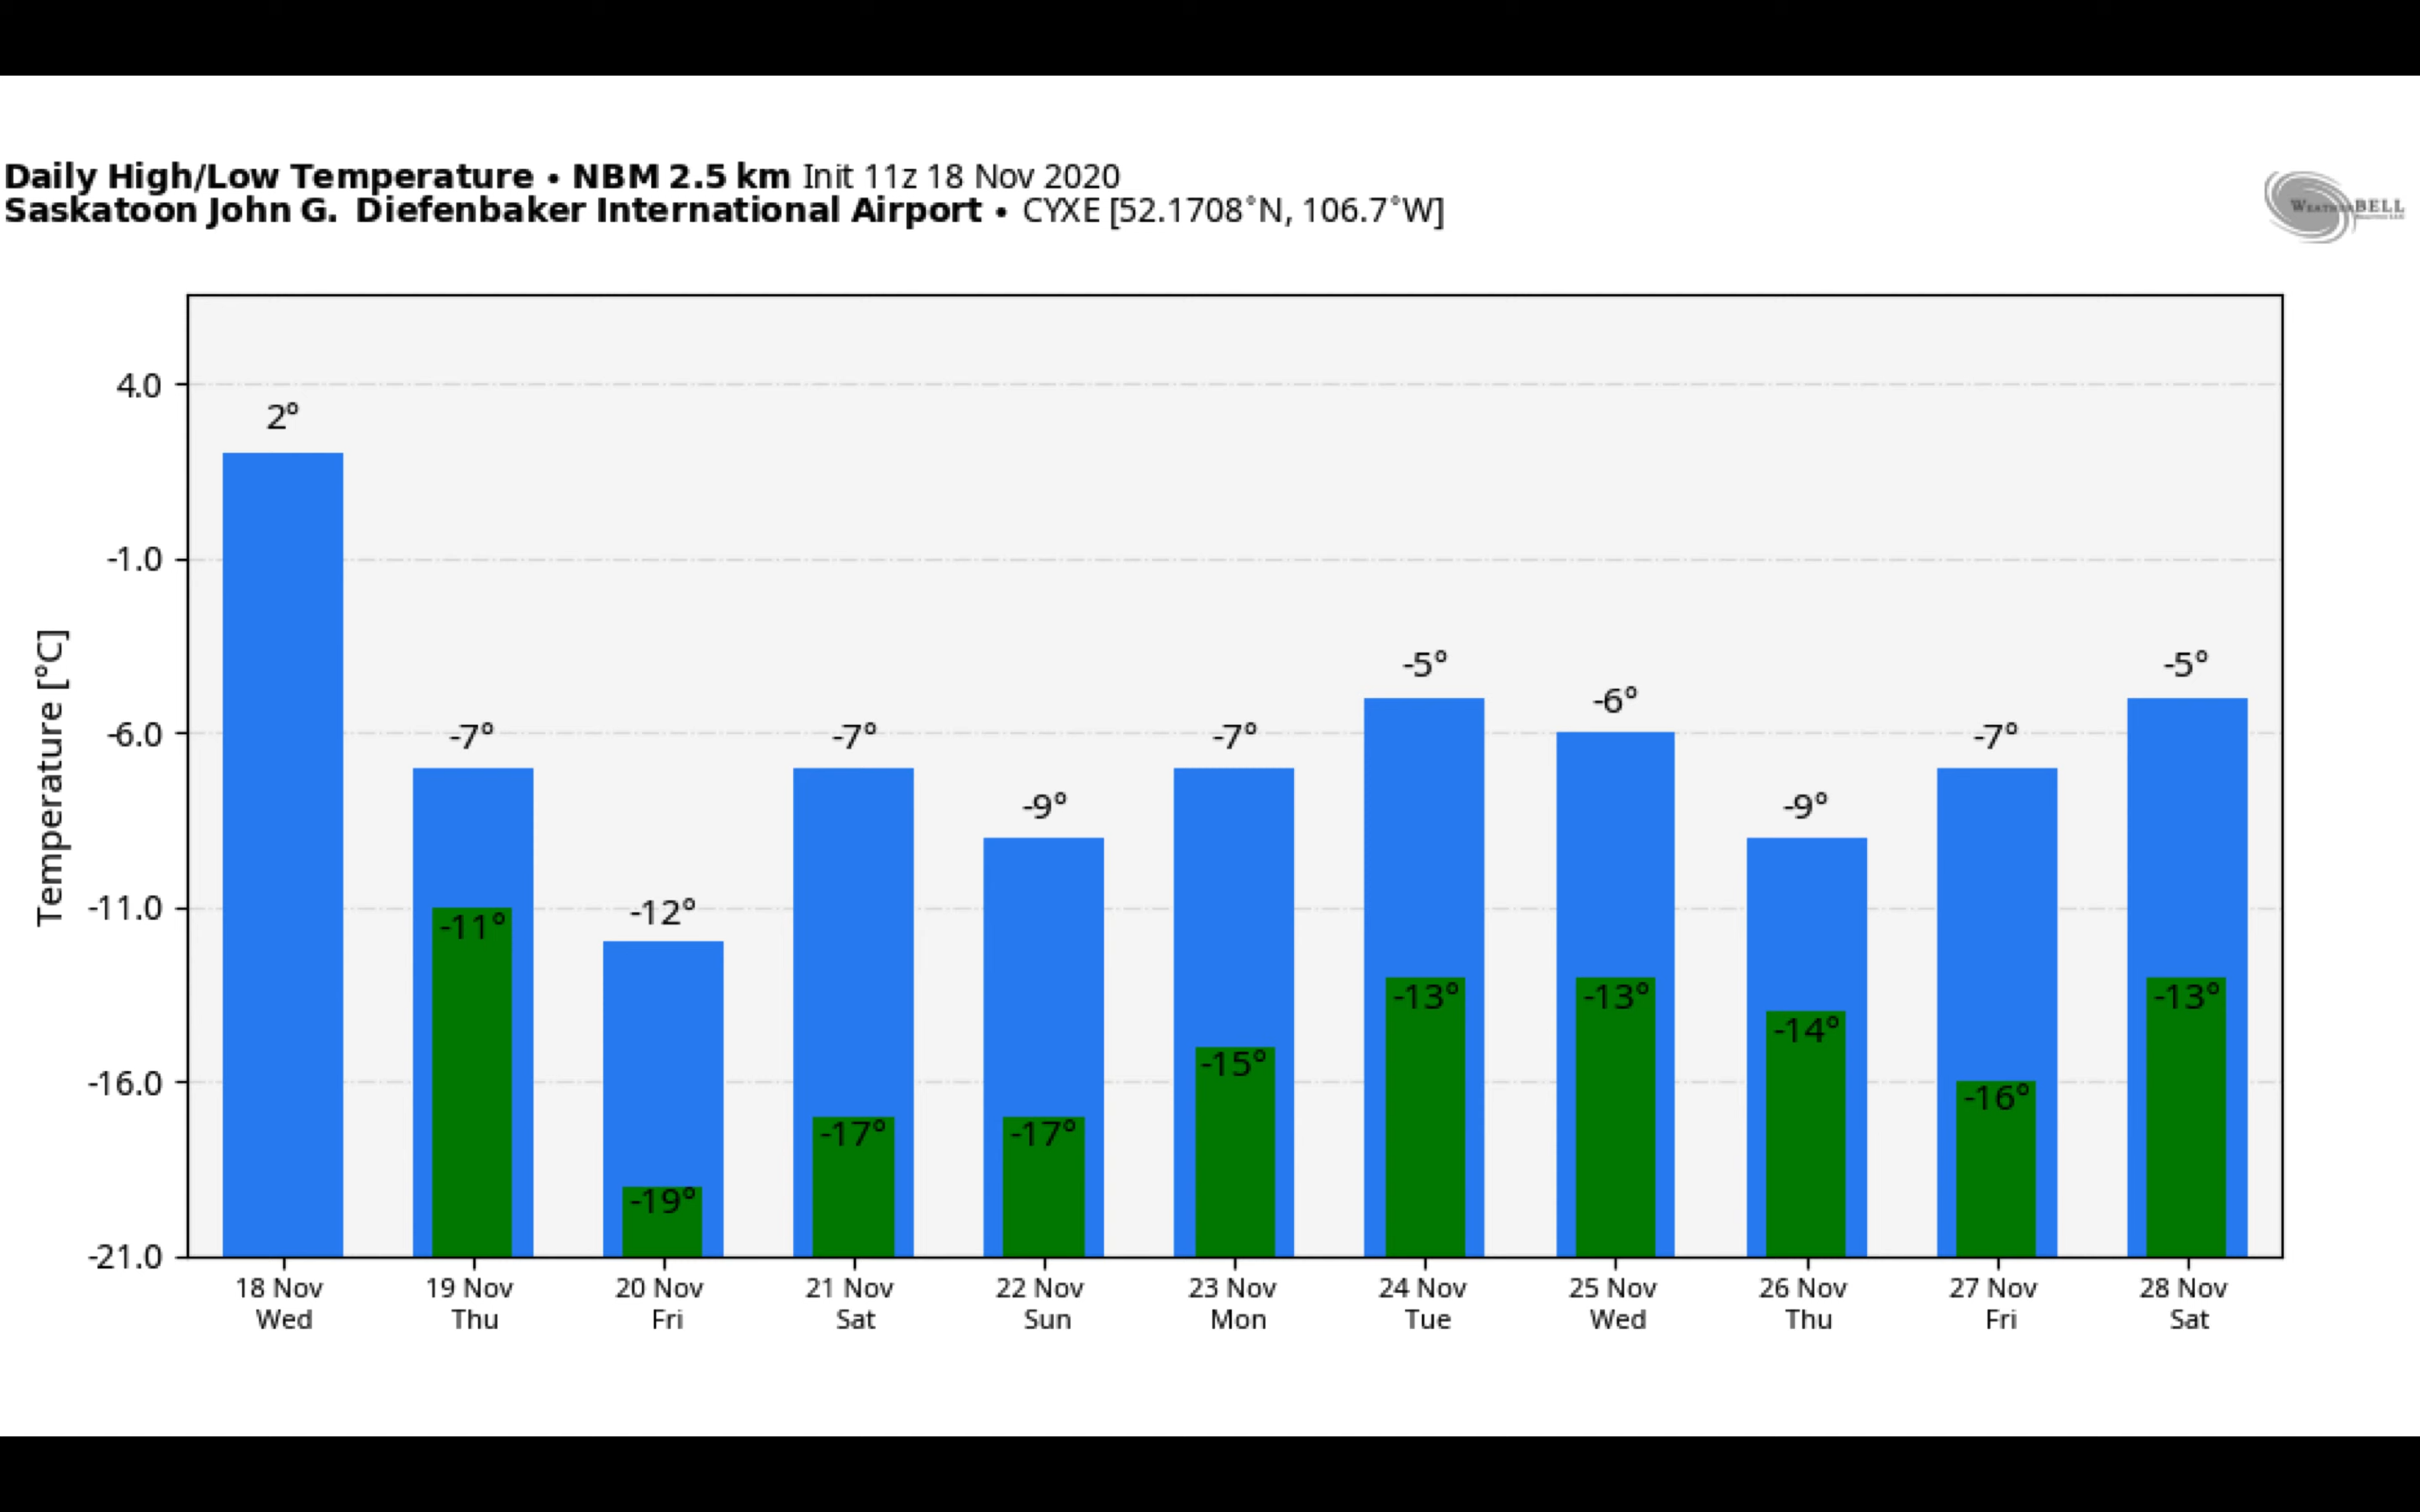 Daily High/Low Temperature • NBM 2.5 km Init 11z 18 Nov 2020
Saskatoon John G. Diefenbaker International Airport • CYXE [52.1708°N, 106.7°W]
WEATHERBELL
Temperature [°C]
4.0
-1.0
-6.0
-11.0
-16.0
-21.0
2°
-7°
-12°
-7°
-9°
-7°
-5°
-6°
-9°
-7°
-5°
-11°
-19°
-17°
-17°
-15°
-13°
-13°
-14°
-16°
-13°
18 Nov
Wed
19 Nov
Thu
20 Nov
Fri
21 Nov
Sat
22 Nov
Sun
23 Nov
Mon
24 Nov
Tue
25 Nov
Wed
26 Nov
Thu
27 Nov
Fri
28 Nov
Sat